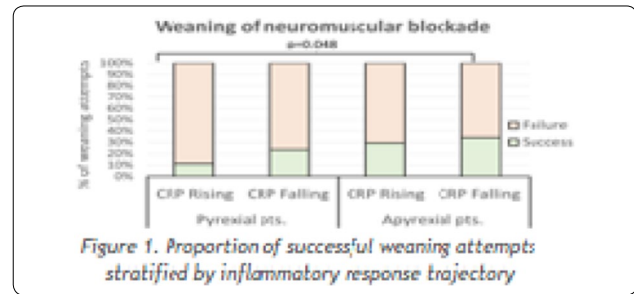 Weaning of neuromuscular blockade
p=0.048
% of weaning attempts
100%
90%
80%
70%
60%
50%
40%
30%
20%
10%
0%
Failure
Success
CRP Rising CRP Falling CRP Rising CRP Falling
Pyrexial pts. Apyrexial pts.
Figure 1. Proportion of successful weaning attempts
stratified by inflammatory response trajectory